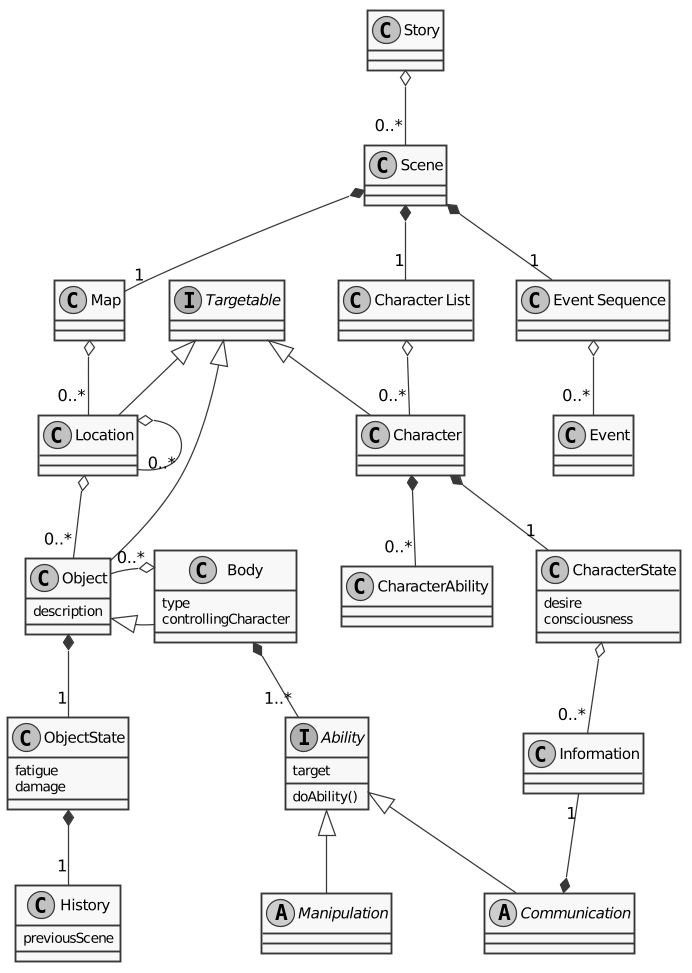 C Story
0..*
C Scene
1
1
1
C Map
I Targetable
C Character List
C Event Sequence
0..*
0..*
0..*
C Location
C Character
C Event
0..*
0..*
0..*
0..*
1
C Object
description
C Body
type
controllingCharacter
C CharacterAbility
C CharacterState
desire
consciousness
1
1..*
0..*
C ObjectState
fatigue
damage
I Ability
target
doAbility()
C Information
1
1
C History
previousScene
A Manipulation
A Communication